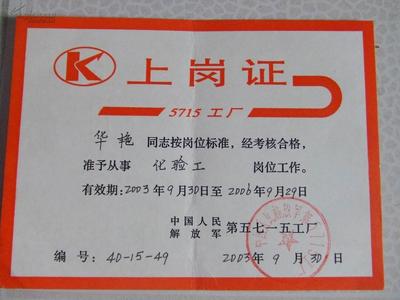 K 上岗证
5715 工厂
华艳 同志按岗位标准，经考核合格，
准予从事 化验工 岗位工作。
有效期：2003年9月30日至2006年9月29日
中国人民
解放军 第五七一五工厂
编号：40-15-49 2003年9月30日